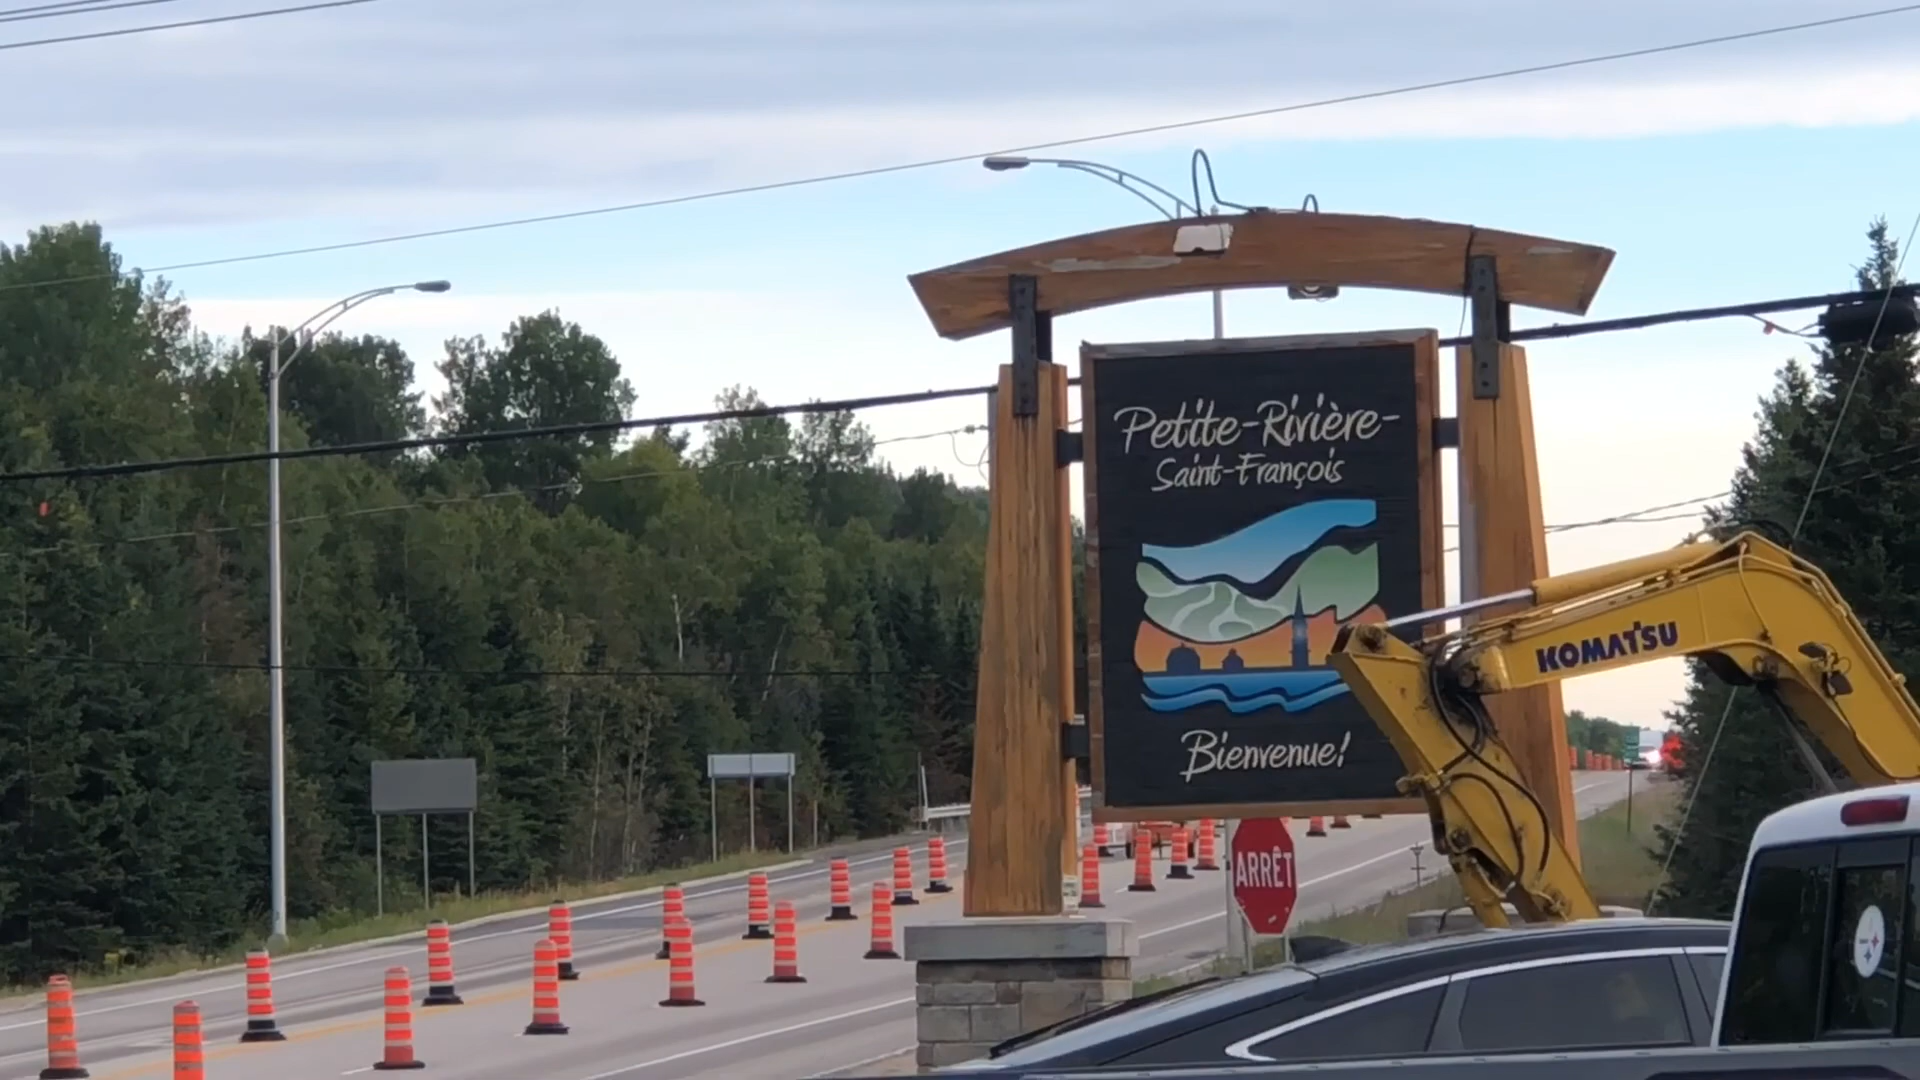 Petite-Rivière-
Saint-François
Bienvenue!
KOMATSU
ARRÊT